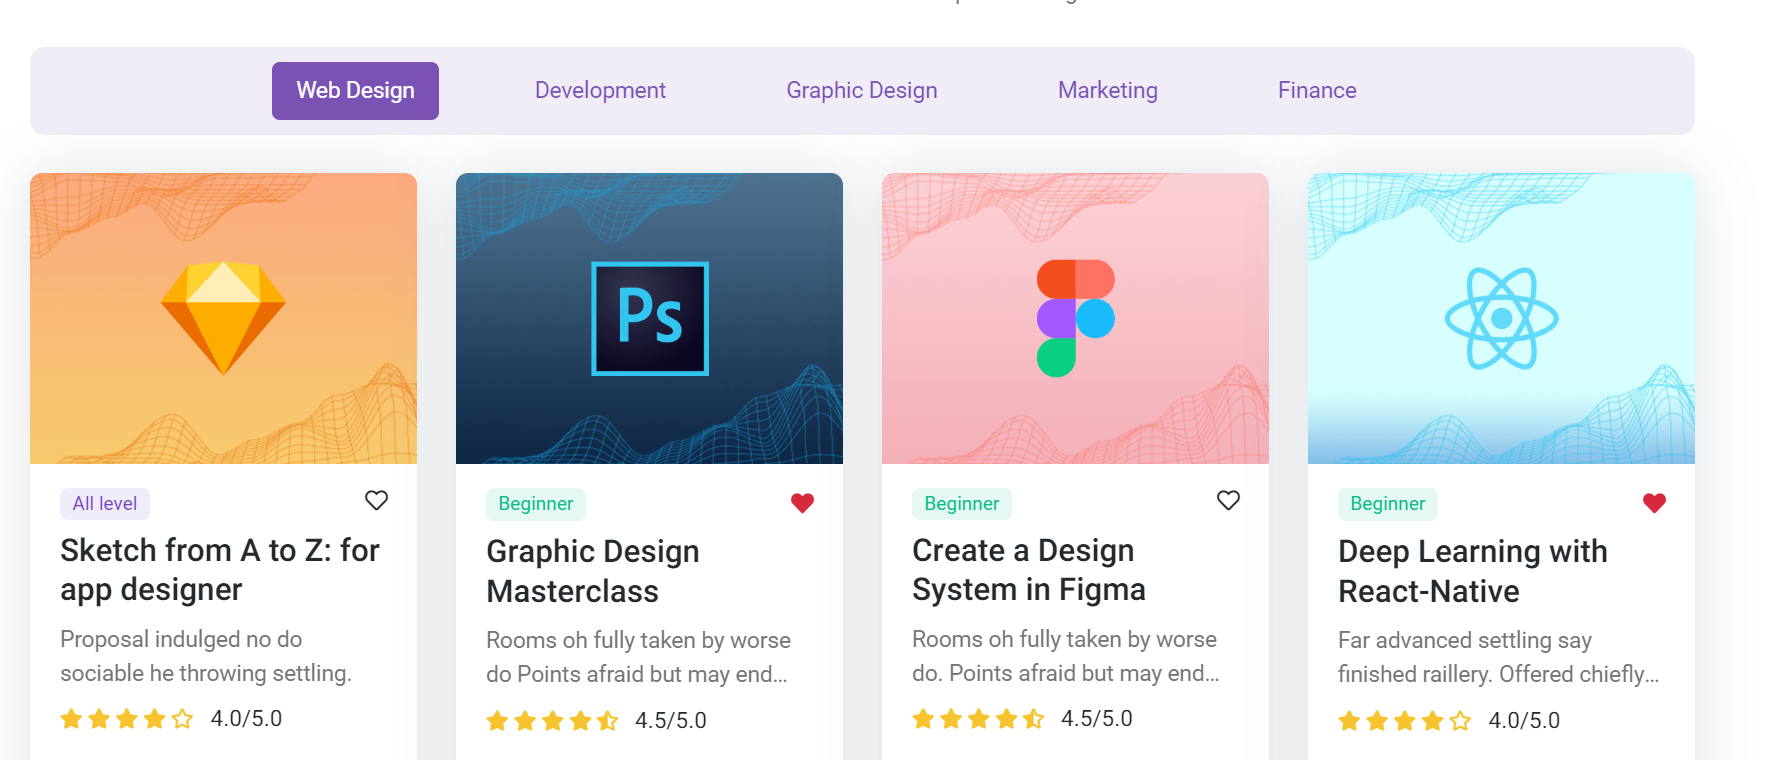 Web Design Development Graphic Design Marketing Finance
Ps
All level
Sketch from A to Z: for
app designer
Proposal indulged no do
sociable he throwing settling.
4.0/5.0
Beginner
Graphic Design
Masterclass
Rooms oh fully taken by worse
do Points afraid but may end...
4.5/5.0
Beginner
Create a Design
System in Figma
Rooms oh fully taken by worse
do. Points afraid but may end...
4.5/5.0
Beginner
Deep Learning with
React-Native
Far advanced settling say
finished raillery. Offered chiefly...
4.0/5.0